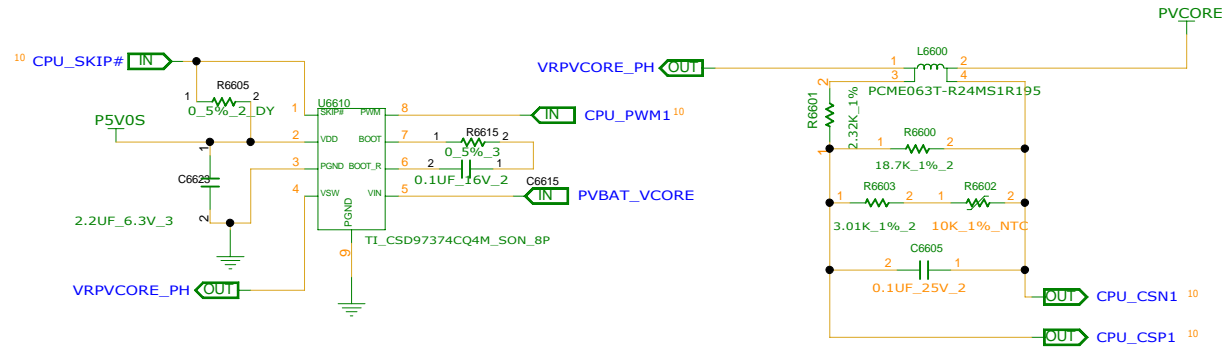 PVCORE
10 CPU_SKIP# IN
R6605
1 2
0_5%_2_DY
P5V0S
1
C6623
2.2UF_6.3V_3
2
U6610
1 SKIP# PWM 8
2 VDD BOOT 7
3 PGND BOOT_R 6
4 VSW VIN 5
PGND
9
TI_CSD97374CQ4M_SON_8P
IN CPU_PWM1 10
R6615
1 2
0_5%_3
2 1
0.1UF_16V_2
C6615
IN PVBAT_VCORE
VRPVCORE_PH OUT
VRPVCORE_PH OUT
L6600
1 2
3 4
PCME063T-R24MS1R195
2
R6601
2.32K_1%
1
R6600
1 2
18.7K_1%_2
R6603
1 2
3.01K_1%_2
R6602
1 2
10K_1%_NTC
C6605
2 1
0.1UF_25V_2
OUT CPU_CSN1 10
OUT CPU_CSP1 10